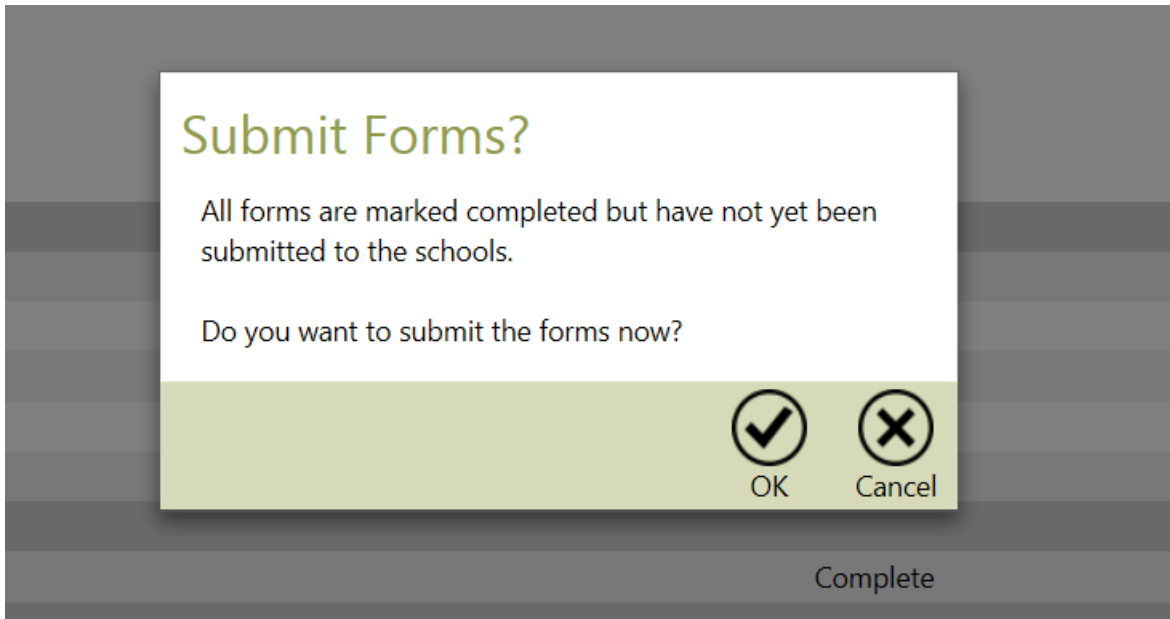 Submit Forms?
All forms are marked completed but have not yet been
submitted to the schools.
Do you want to submit the forms now?
OK
Cancel
Complete